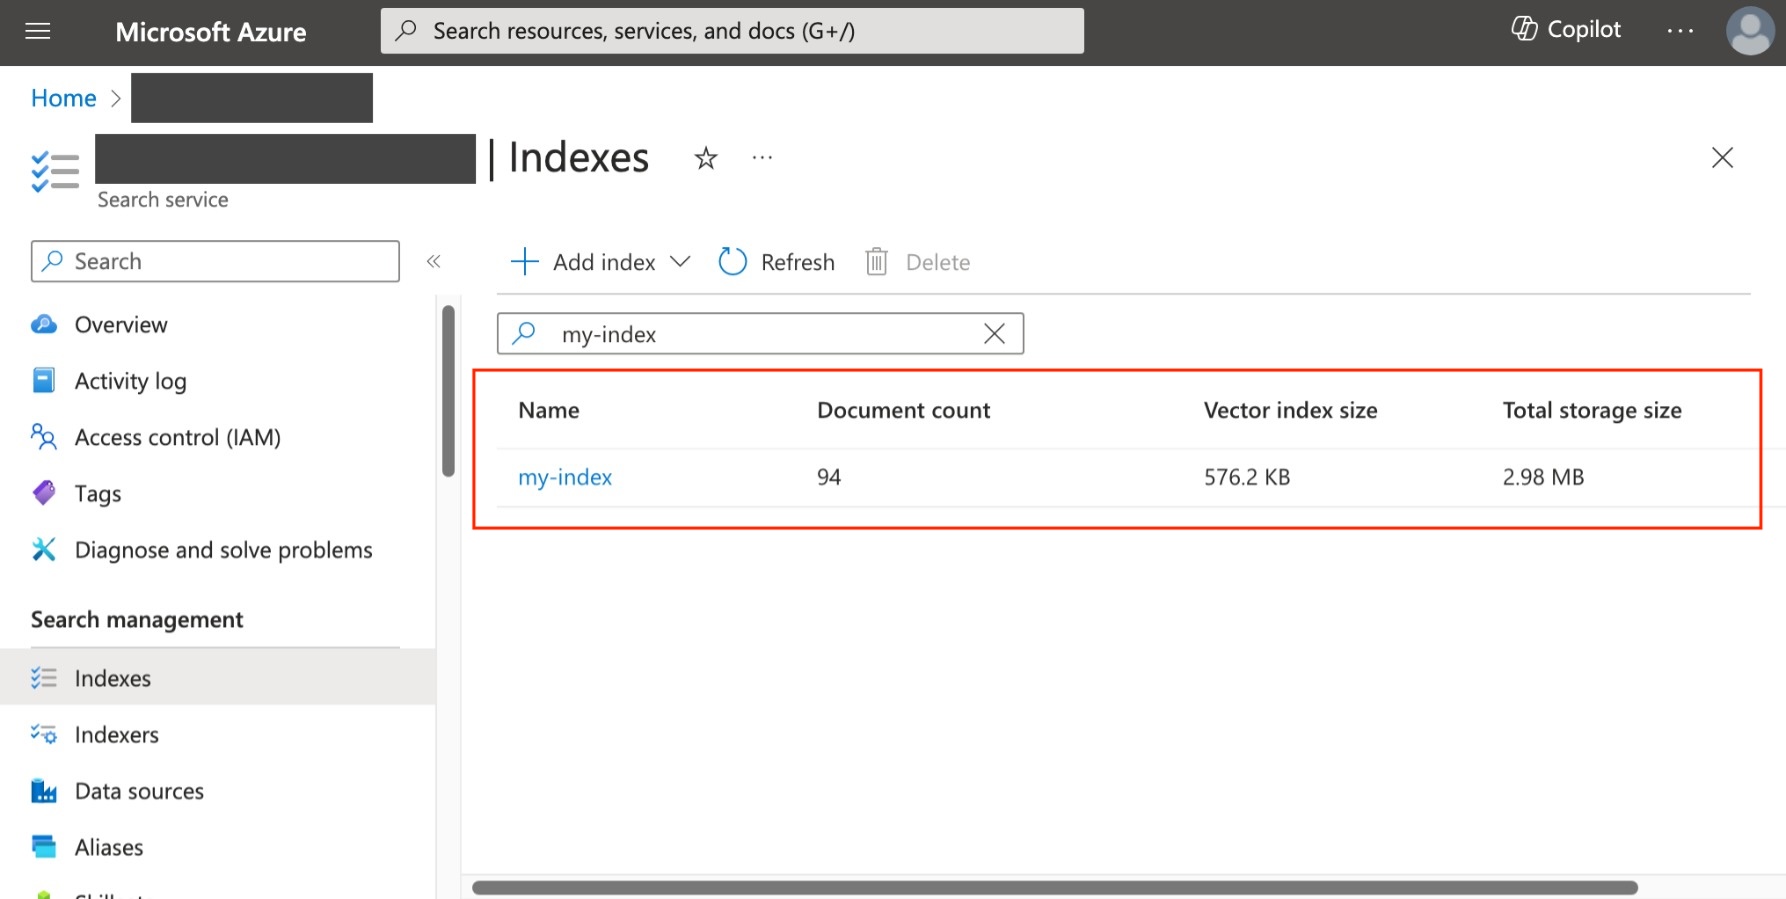 Microsoft Azure
Search resources, services, and docs (G+/)
Copilot
Home
| Indexes
Search service
Search
Add index
Refresh
Delete
Overview
Activity log
Access control (IAM)
Tags
Diagnose and solve problems
Search management
Indexes
Indexers
Data sources
Aliases
my-index
Name Document count Vector index size Total storage size
my-index 94 576.2 KB 2.98 MB